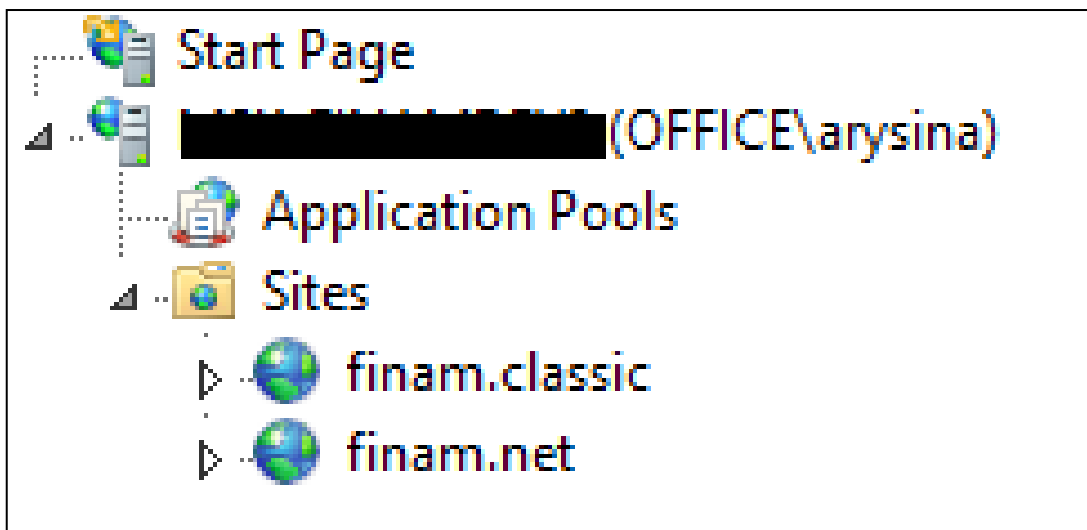 Start Page
(OFFICE\arysina)
Application Pools
Sites
finam.classic
finam.net